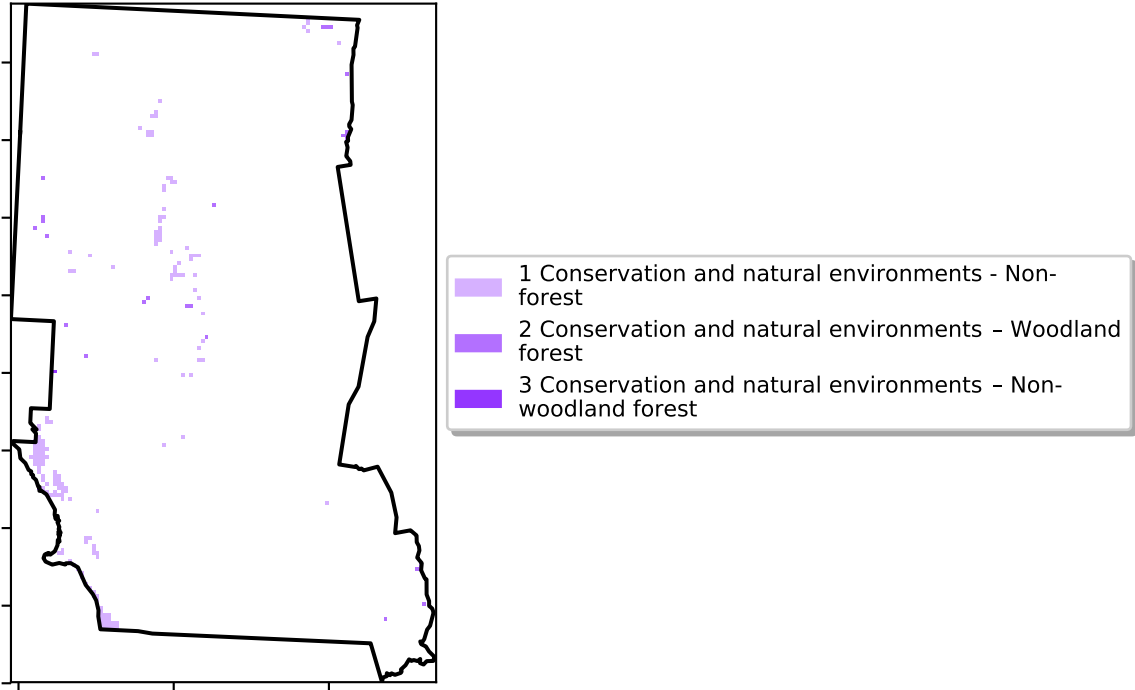 1 Conservation and natural environments - Non-
forest
2 Conservation and natural environments – Woodland
forest
3 Conservation and natural environments – Non-
woodland forest